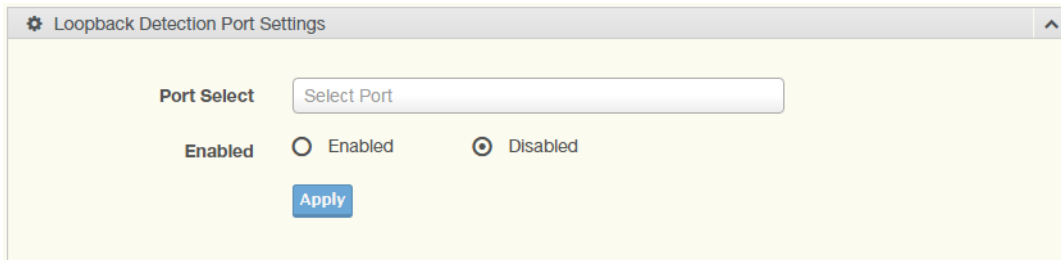 Loopback Detection Port Settings
Port Select Select Port
Enabled Enabled Disabled
Apply